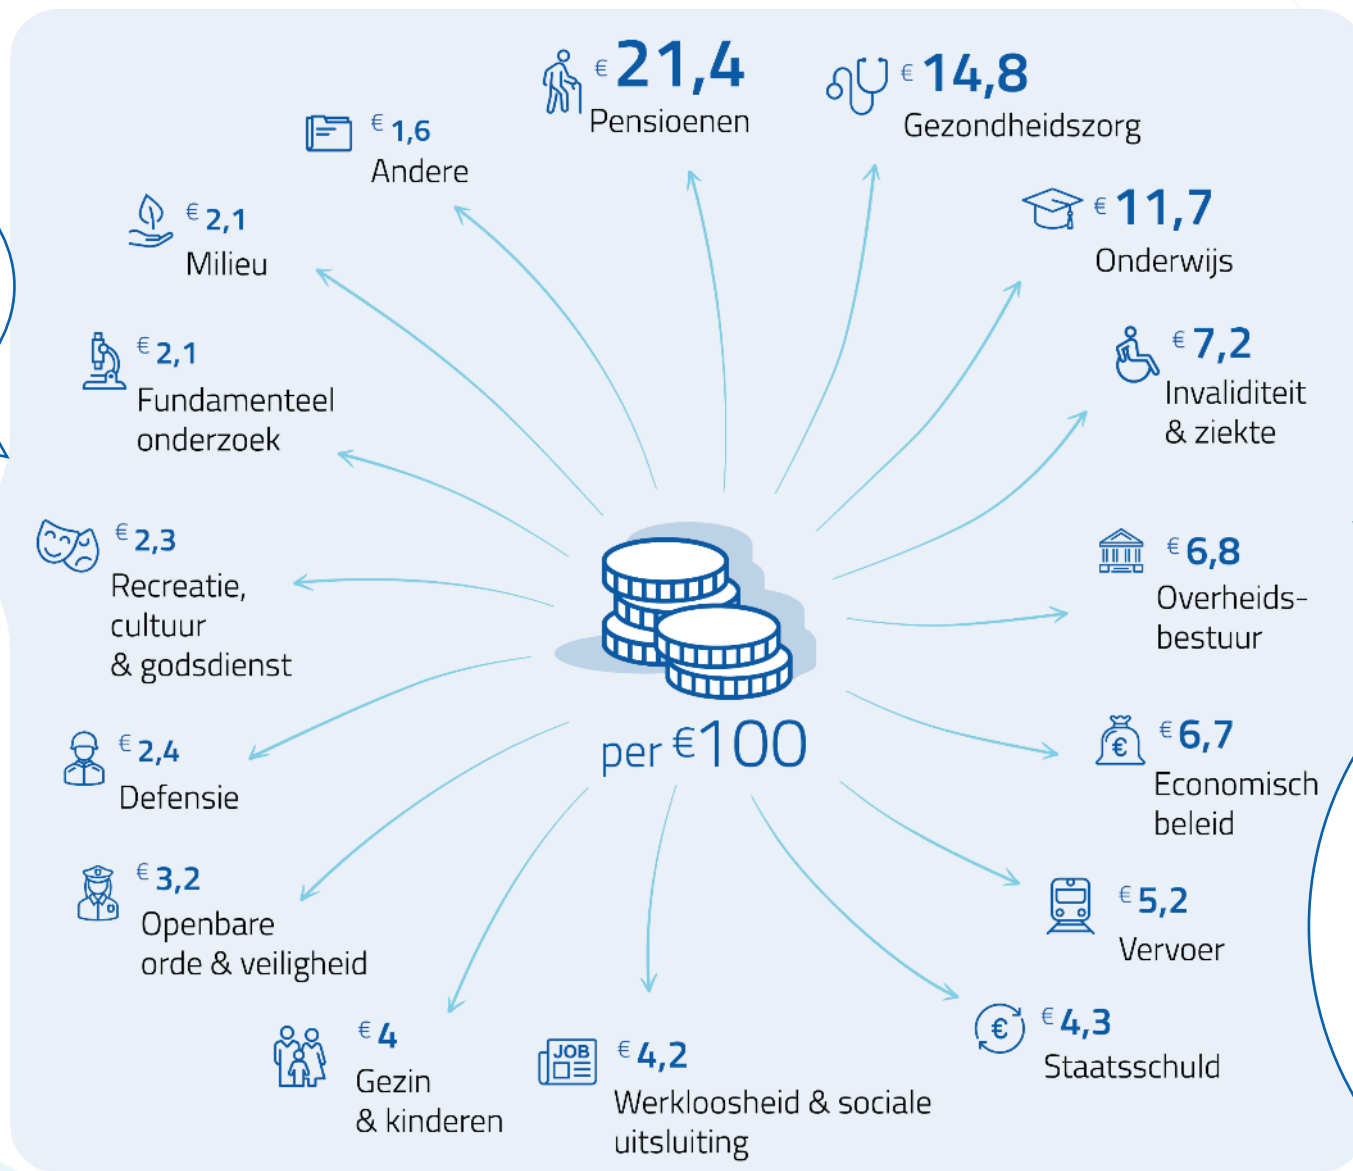 € 21,4
Pensioenen
€ 14,8
Gezondheidszorg
€ 11,7
Onderwijs
€ 7,2
Invaliditeit
& ziekte
€ 6,8
Overheids-
bestuur
€
€ 6,7
Economisch
beleid
€ 5,2
Vervoer
€
€ 4,3
Staatsschuld
JOB
€ 4,2
Werkloosheid & sociale
uitsluiting
€ 4
Gezin
& kinderen
€ 3,2
Openbare
orde & veiligheid
€ 2,4
Defensie
€ 2,3
Recreatie,
cultuur
& godsdienst
€ 2,1
Fundamenteel
onderzoek
€ 2,1
Milieu
€ 1,6
Andere
per €100